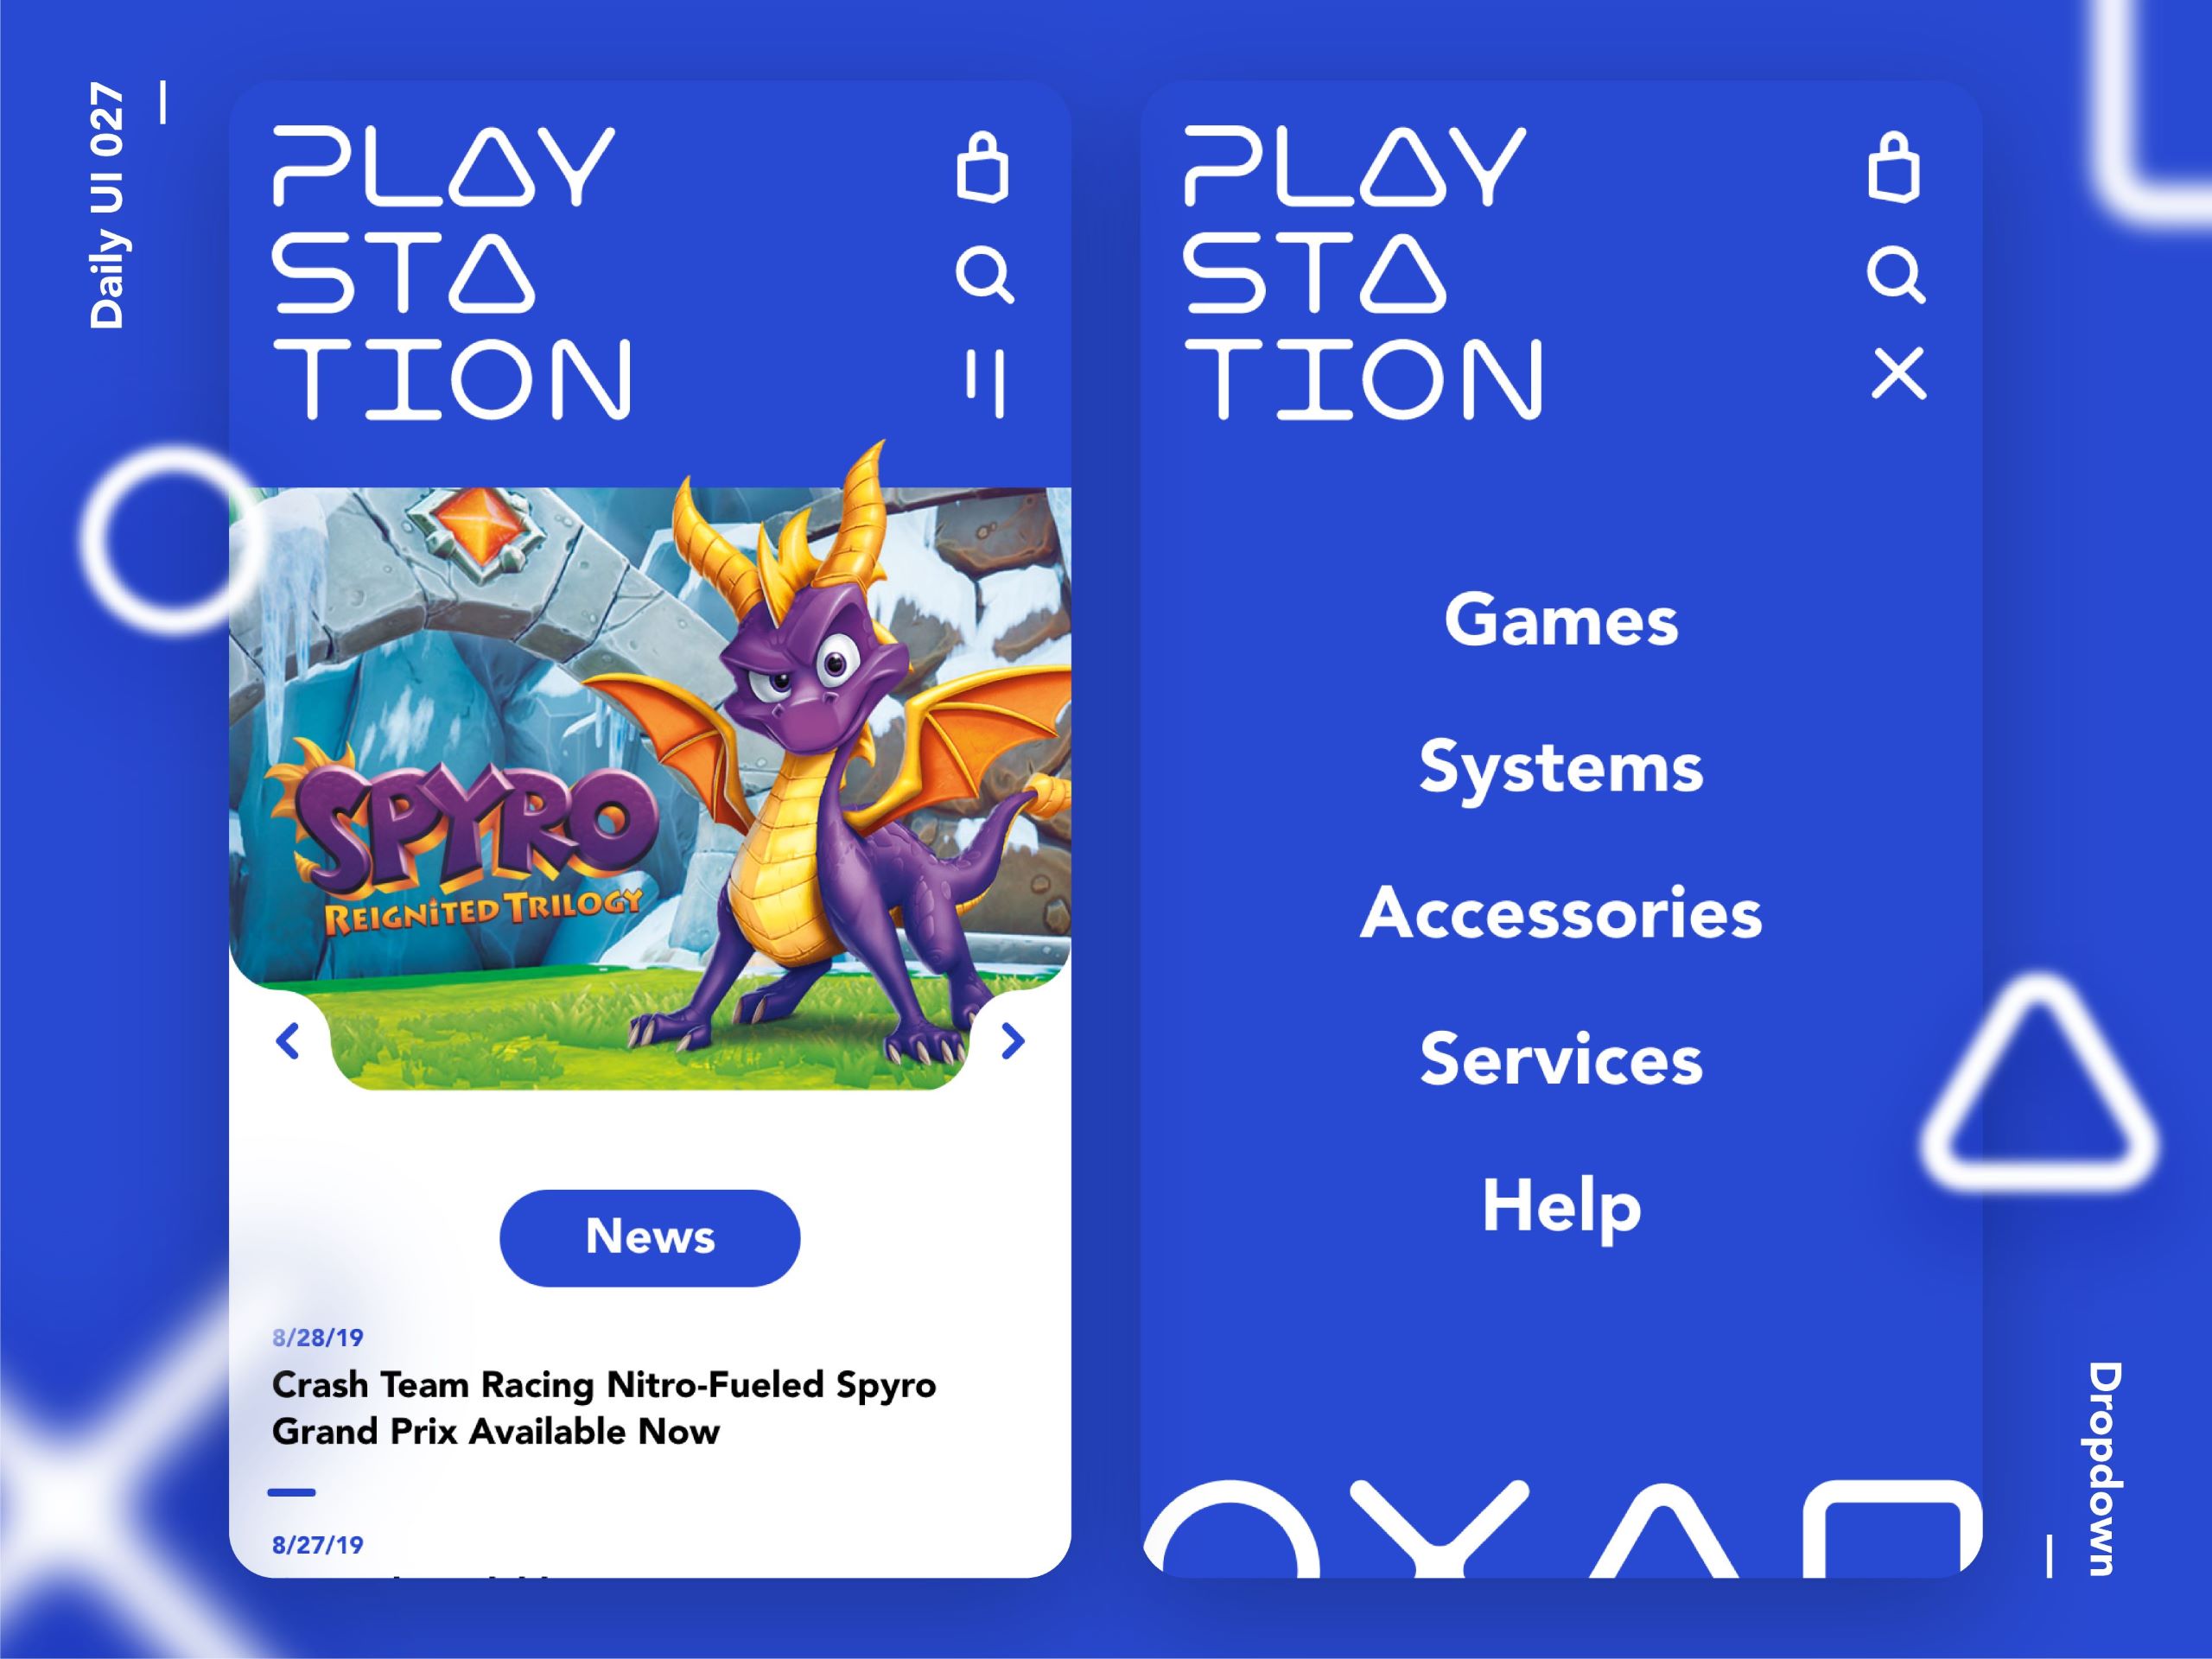 Daily UI 027
PLAY
STA
TION
SPYRO
REIGNITED TRILOGY
News
8/28/19
Crash Team Racing Nitro-Fueled Spyro
Grand Prix Available Now
8/27/19
PLAY
STA
TION
Games
Systems
Accessories
Services
Help
Dropdown